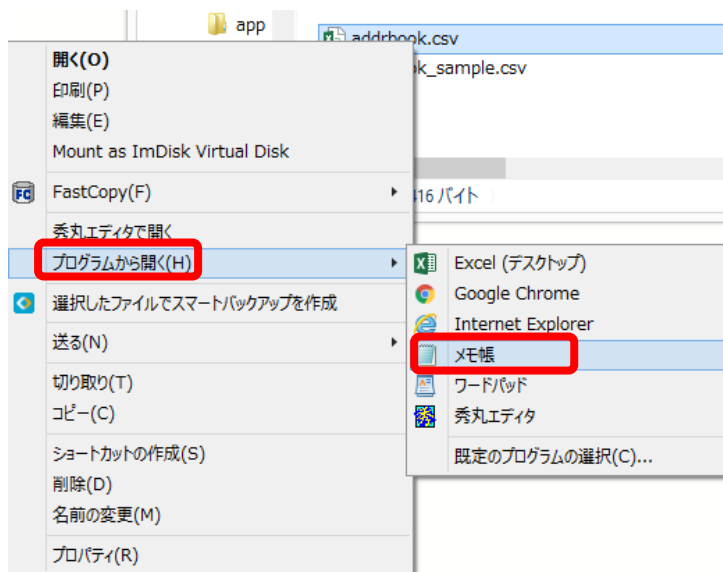 app
addrbook.csv
ok_sample.csv
開く(O)
印刷(P)
編集(E)
Mount as ImDisk Virtual Disk
FastCopy(F)
416 バイト
秀丸エディタで開く
プログラムから開く(H)
選択したファイルでスマートバックアップを作成
送る(N)
切り取り(T)
コピー(C)
ショートカットの作成(S)
削除(D)
名前の変更(M)
プロパティ(R)
Excel (デスクトップ)
Google Chrome
Internet Explorer
メモ帳
ワードパッド
秀丸エディタ
既定のプログラムの選択(C)...